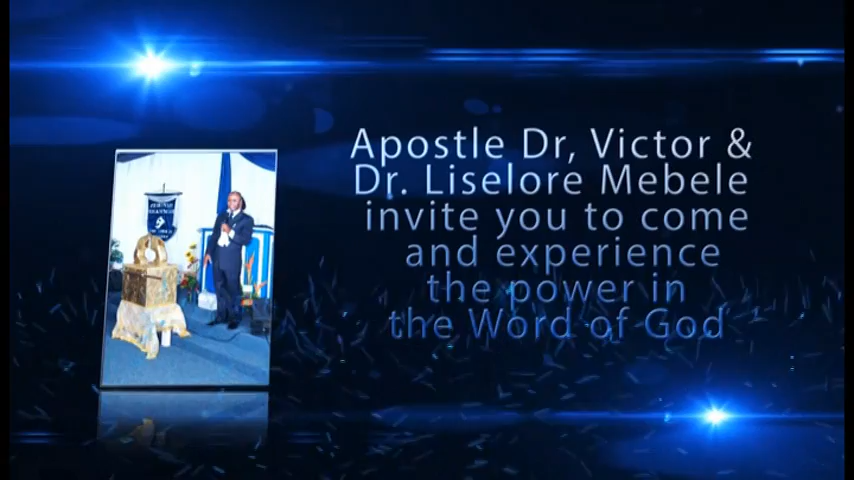 Apostle Dr, Victor &
Dr. Liselore Mebele
invite you to come
and experience
the power in
the Word of God